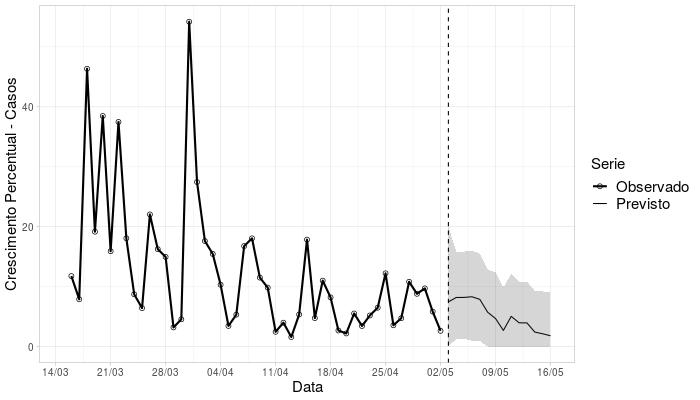 Crescimento Percentual - Casos
40
20
0
14/03
21/03
28/03
04/04
11/04
18/04
25/04
02/05
09/05
16/05
Data
Serie
Observado
Previsto